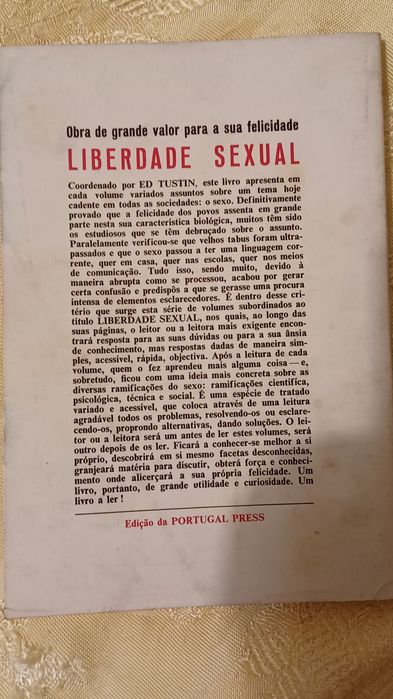 Obra de grande valor para a sua felicidade
LIBERDADE SEXUAL
Coordenado por ED TUSTIN, este livro apresenta em
cada volume variados assuntos sobre um tema hoje
cadente em todas as sociedades: o sexo. Definitivamente
provado que a felicidade dos povos assenta em grande
parte nesta sua característica biológica, muitos têm sido
os estudiosos que se têm debruçado sobre o assunto.
Paralelamente verificou-se que velhos tabus foram ultra-
passados e que o sexo passou a ter uma linguagem cor-
rente, quer em casa, quer nas escolas, quer nos meios
de comunicação. Tudo isso, sendo muito, devido à
maneira abrupta como se processou, acabou por gerar
certa confusão e predispôs a que se gerasse uma procura
intensa de elementos esclarecedores. É dentro desse cri-
tério que surge esta série de volumes subordinados ao
título LIBERDADE SEXUAL, nos quais, ao longo das
suas páginas, o leitor ou a leitora mais exigente encon-
trará resposta para as suas dúvidas ou para a sua ânsia
de conhecimento, mas respostas dadas de maneira sim-
ples, acessível, rápida, objectiva. Após a leitura de cada
volume, quem o fez aprendeu mais alguma coisa — e,
sobretudo, ficou com uma ideia mais concreta sobre as
diversas ramificações do sexo: ramificações científica,
psicológica, técnica e social. É uma espécie de tratado
variado e acessível, que coloca através de uma leitura
agradável todos os problemas, resolvendo-os ou esclare-
cendo-os, proprondo alternativas, dando soluções. O lei-
tor ou a leitora será um antes de ler estes volumes, será
outro depois de os ler. Ficará a conhecer-se melhor a si
próprio, descobrirá em si mesmo facetas desconhecidas,
granjeará matéria para discutir, obterá força e conheci-
mento onde alicerçará a sua própria felicidade. Um
livro, portanto, de grande utilidade e curiosidade. Um
livro a ler !
Edição da PORTUGAL PRESS